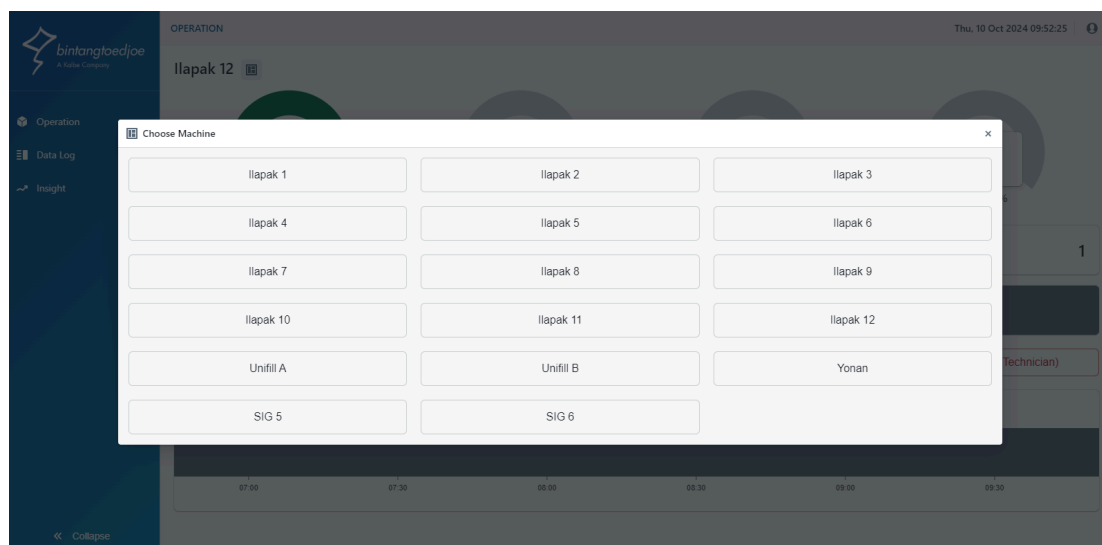 bintangtoedjoe
A Kalbe Company
OPERATION
Thu, 10 Oct 2024 09:52:25
Ilapak 12
Operation
Data Log
Insight
Choose Machine
×
Ilapak 1
Ilapak 2
Ilapak 3
Ilapak 4
Ilapak 5
Ilapak 6
Ilapak 7
Ilapak 8
Ilapak 9
Ilapak 10
Ilapak 11
Ilapak 12
Unifill A
Unifill B
Yonan
SIG 5
SIG 6
1
Technician)
07:00 07:30 08:00 08:30 09:00 09:30
Collapse